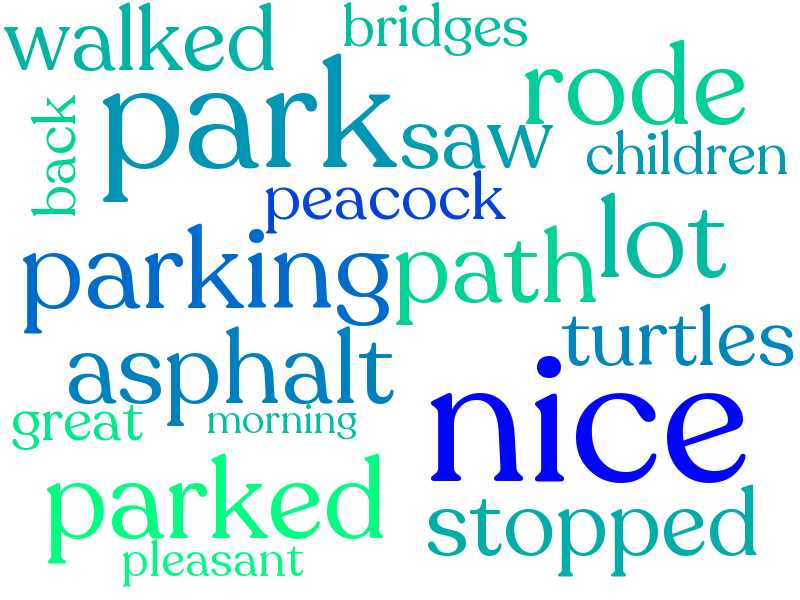 walked
bridges
rode
park
back
saw
children
peacock
lot
parking
path
turtles
asphalt
nice
great
morning
parked
stopped
pleasant